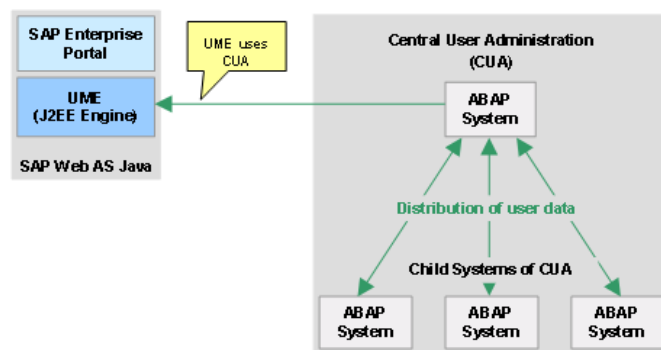 SAP Enterprise
Portal
UME
(J2EE Engine)
SAP Web AS Java
UME uses
CUA
Central User Administration
(CUA)
ABAP
System
Distribution of user data
Child Systems of CUA
ABAP
System
ABAP
System
ABAP
System